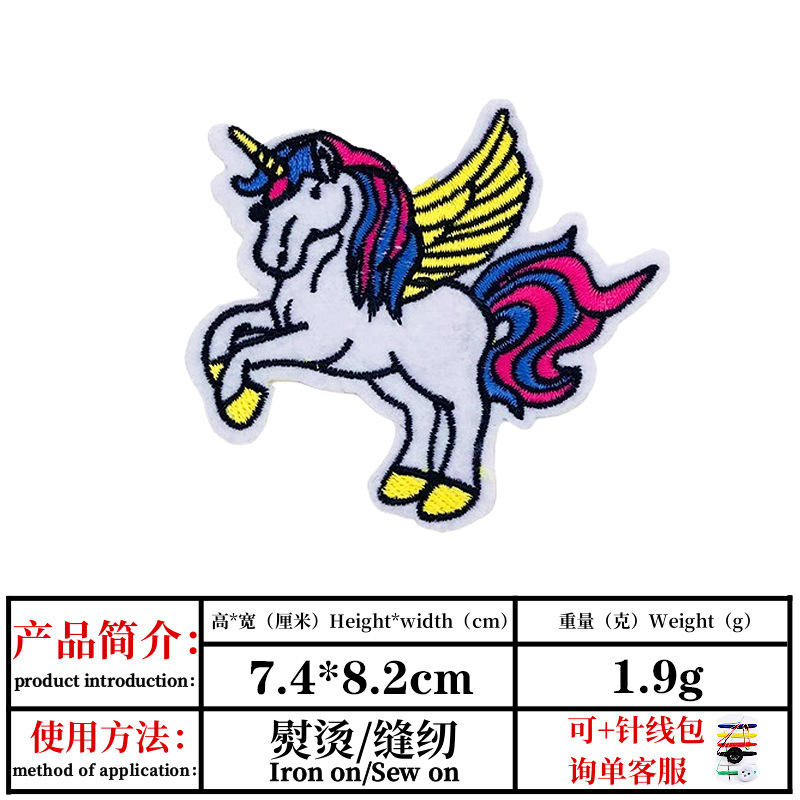 产品简介：
product introduction：
高*宽（厘米）Height*width（cm）
7.4*8.2cm
重量（克）Weight（g）
1.9g
使用方法：
method of application：
熨烫/缝纫
Iron on/Sew on
可+针线包
询单客服